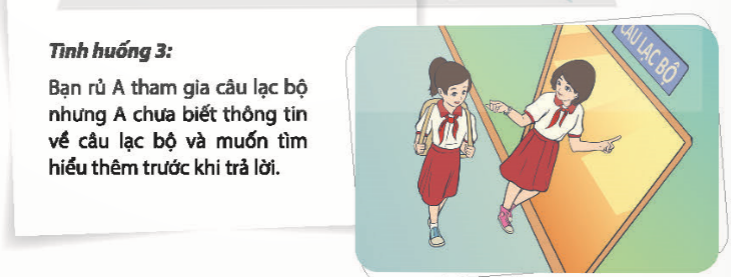 Tình huống 3:
Bạn rủ A tham gia câu lạc bộ
nhưng A chưa biết thông tin
về câu lạc bộ và muốn tìm
hiểu thêm trước khi trả lời.
CÂU LẠC BỘ